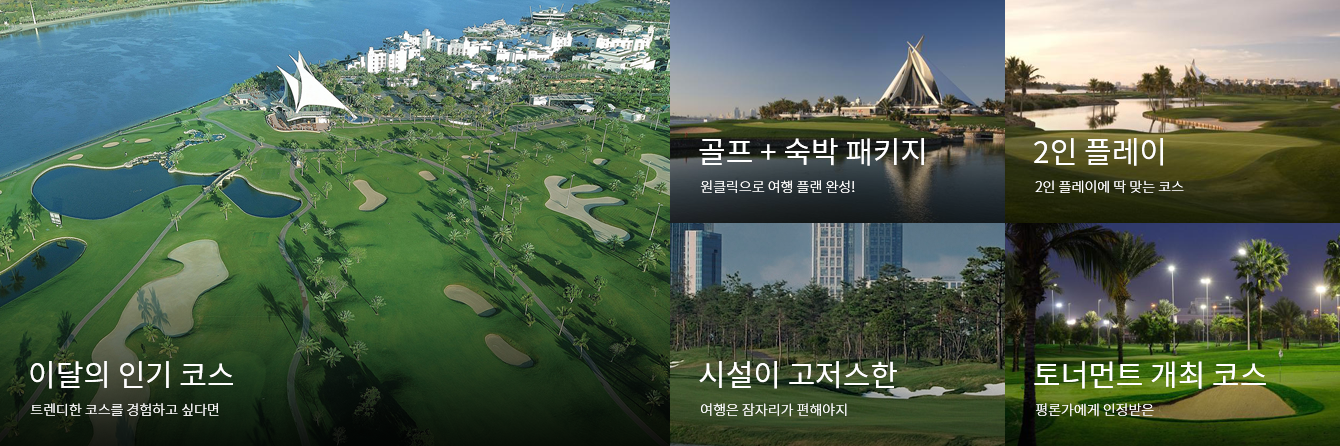 이달의 인기 코스
트렌디한 코스를 경험하고 싶다면
골프 + 숙박 패키지
원클릭으로 여행 플랜 완성!
2인 플레이
2인 플레이에 딱 맞는 코스
시설이 고저스한
여행은 잠자리가 편해야지
토너먼트 개최 코스
평론가에게 인정받은